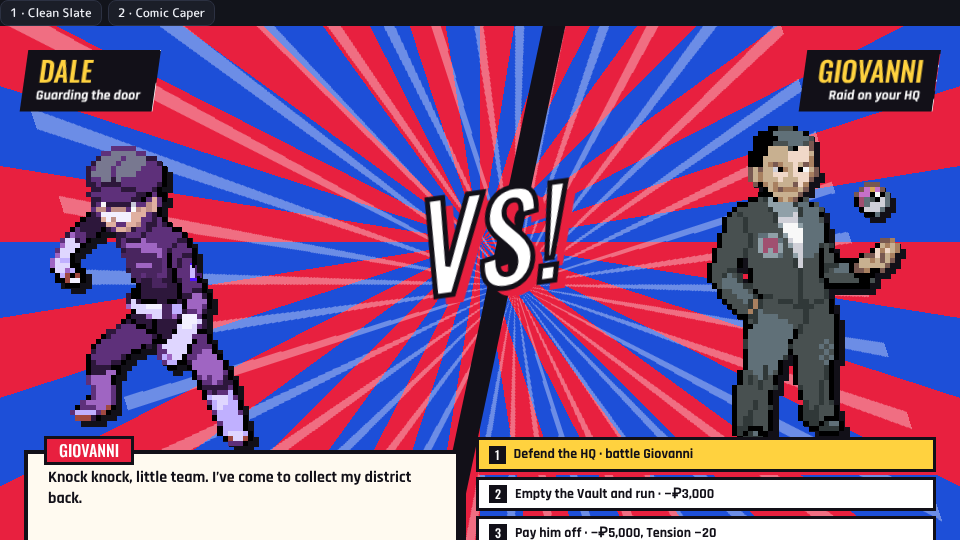 1 · Clean Slate
2 · Comic Caper
DALE
Guarding the door
GIOVANNI
Raid on your HQ
VS!
GIOVANNI
Knock knock, little team. I've come to collect my district
back.
1 Defend the HQ · battle Giovanni
2 Empty the Vault and run · −₽3,000
3 Pay him off · −₽5,000, Tension −20